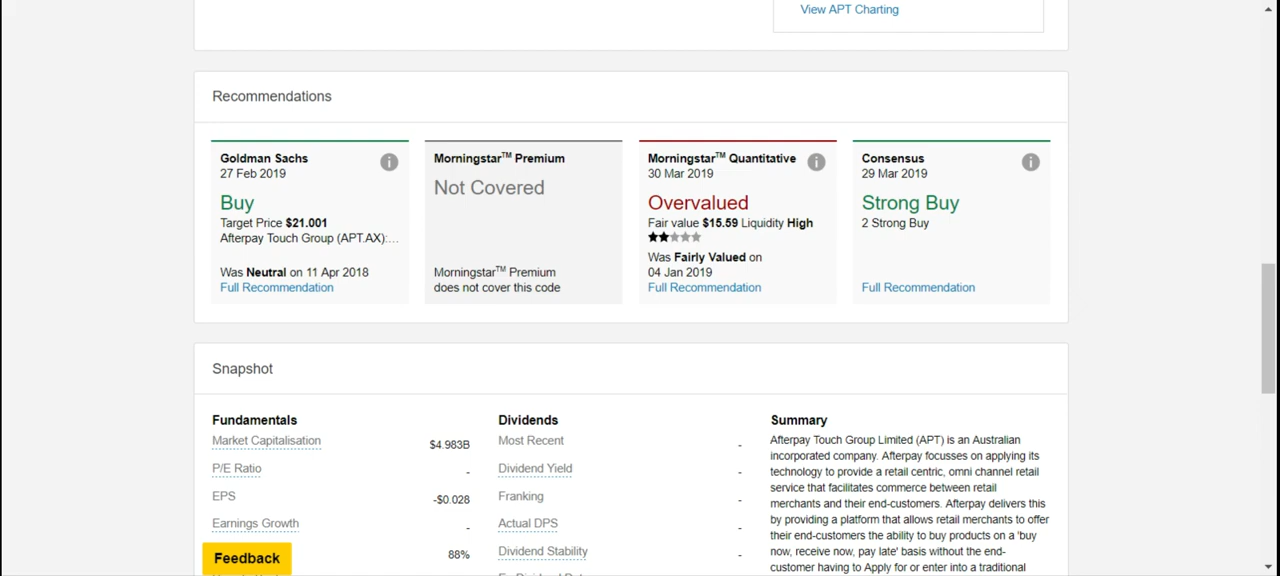 View APT Charting
Recommendations
Goldman Sachs
27 Feb 2019
Buy
Target Price $21.001
Afterpay Touch Group (APT.AX):...
Was Neutral on 11 Apr 2018
Full Recommendation
Morningstar™ Premium
Not Covered
Morningstar™ Premium
does not cover this code
Morningstar™ Quantitative
30 Mar 2019
Overvalued
Fair value $15.59 Liquidity High
Was Fairly Valued on
04 Jan 2019
Full Recommendation
Consensus
29 Mar 2019
Strong Buy
2 Strong Buy
Full Recommendation
Snapshot
Fundamentals
Market Capitalisation $4.983B
P/E Ratio -
EPS -$0.028
Earnings Growth -
88%
Feedback
Dividends
Most Recent -
Dividend Yield -
Franking -
Actual DPS -
Dividend Stability -
Summary
Afterpay Touch Group Limited (APT) is an Australian
incorporated company. Afterpay focusses on applying its
technology to provide a retail centric, omni channel retail
service that facilitates commerce between retail
merchants and their end-customers. Afterpay delivers this
by providing a platform that allows retail merchants to offer
their end-customers the ability to buy products on a 'buy
now, receive now, pay late' basis without the end-
customer having to Apply for or enter into a traditional